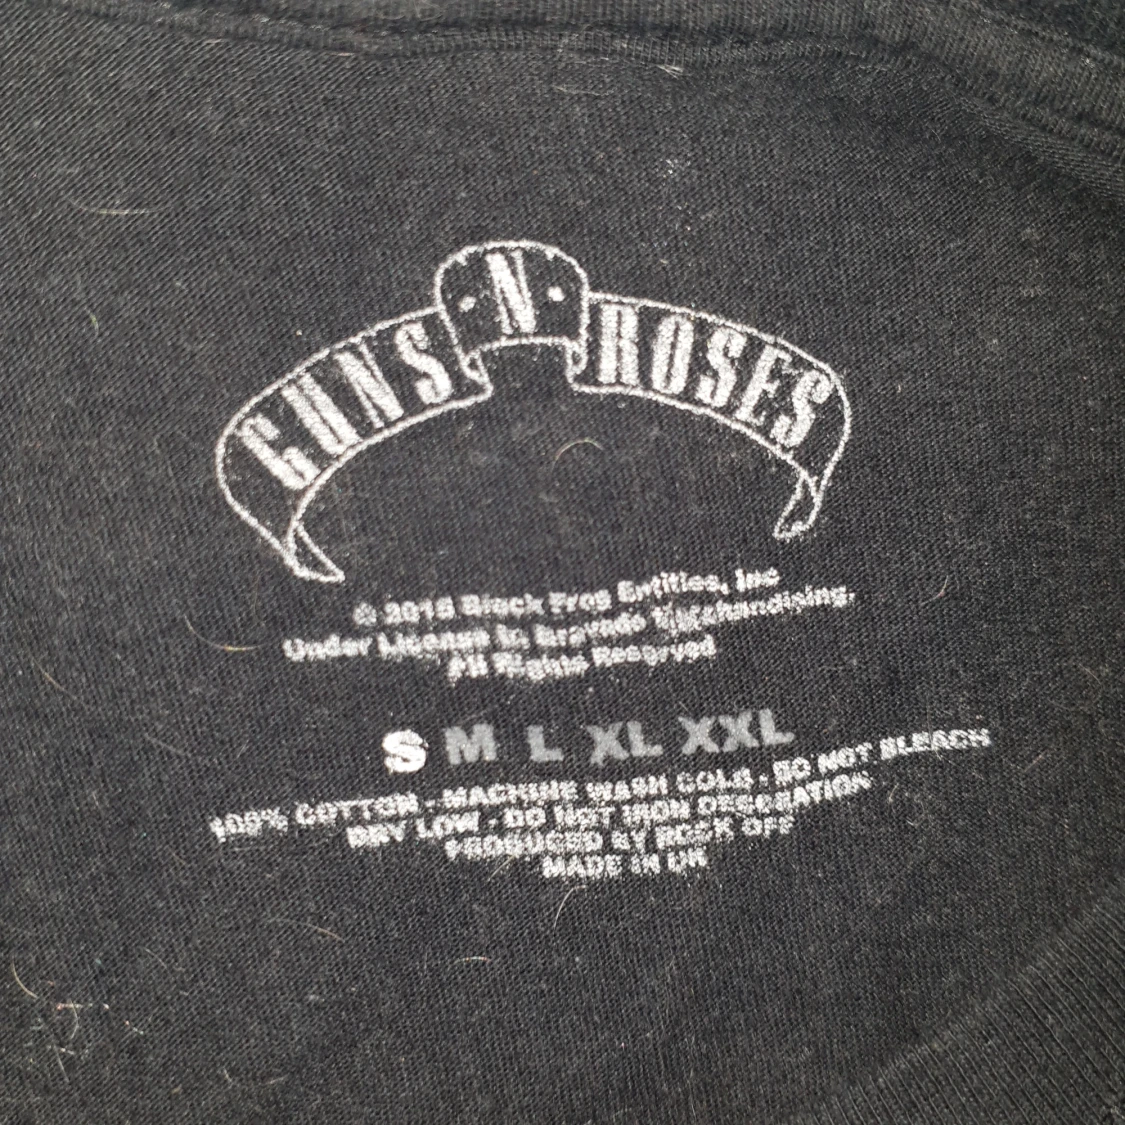 GUNS N ROSES
© Black Frog Entities, Inc
Under License to Bravado Merchandising.
All Rights Reserved
S M L XL XXL
100% COTTON - MACHINE WASH COLD - DO NOT BLEACH
DRY LOW - DO NOT IRON DECORATION
PRODUCED BY ROCK OFF
MADE IN UK